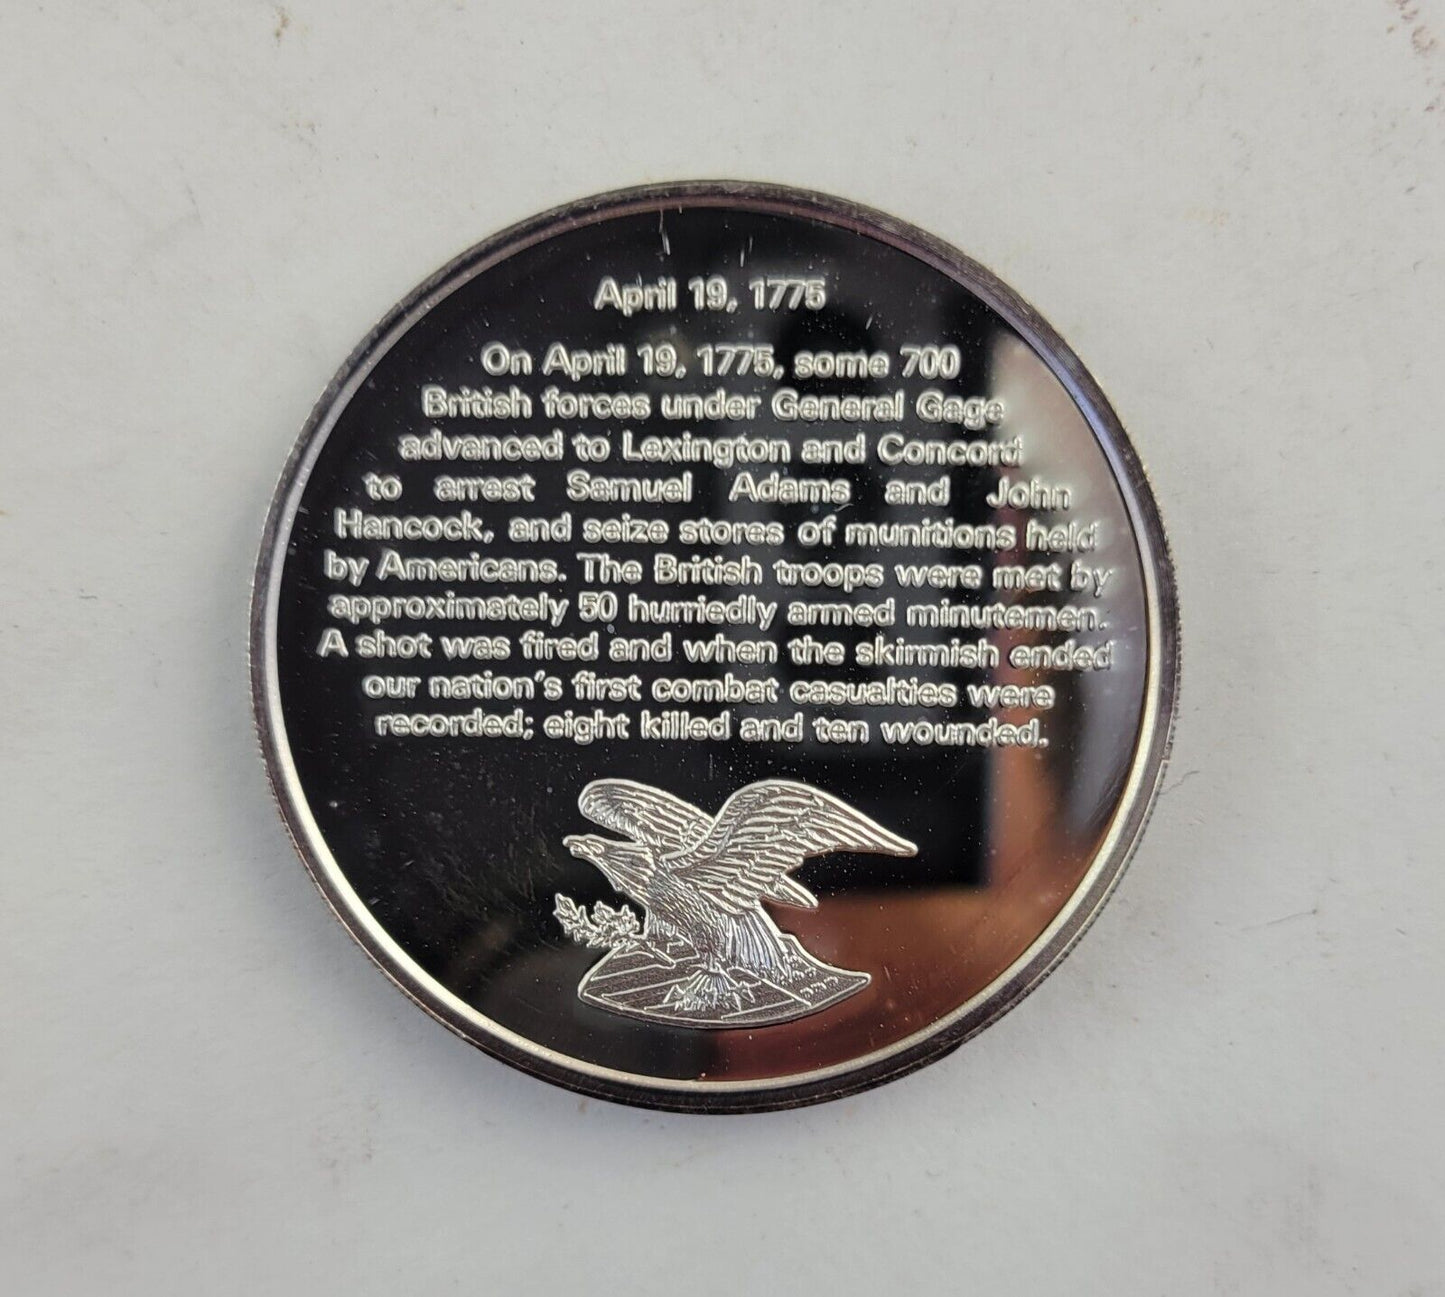 April 19, 1775
On April 19, 1775, some 700
British forces under General Gage
advanced to Lexington and Concord
to arrest Samuel Adams and John
Hancock, and seize stores of munitions held
by Americans. The British troops were met by
approximately 50 hurriedly armed minutemen.
A shot was fired and when the skirmish ended
our nation's first combat casualties were
recorded; eight killed and ten wounded.